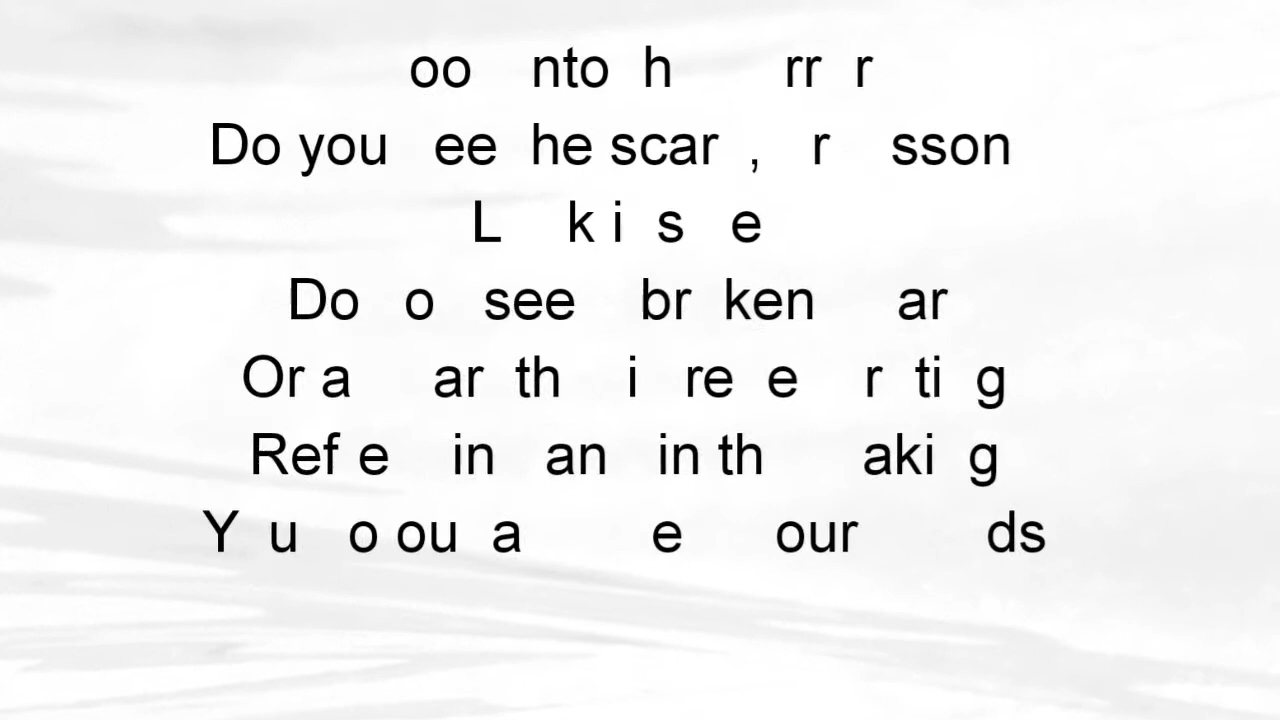 oo nto h rr r
Do you ee he scar , r sson
L k i s e
Do o see br ken ar
Or a ar th i re e r ti g
Ref e in an in th aki g
Y u o ou a e our ds